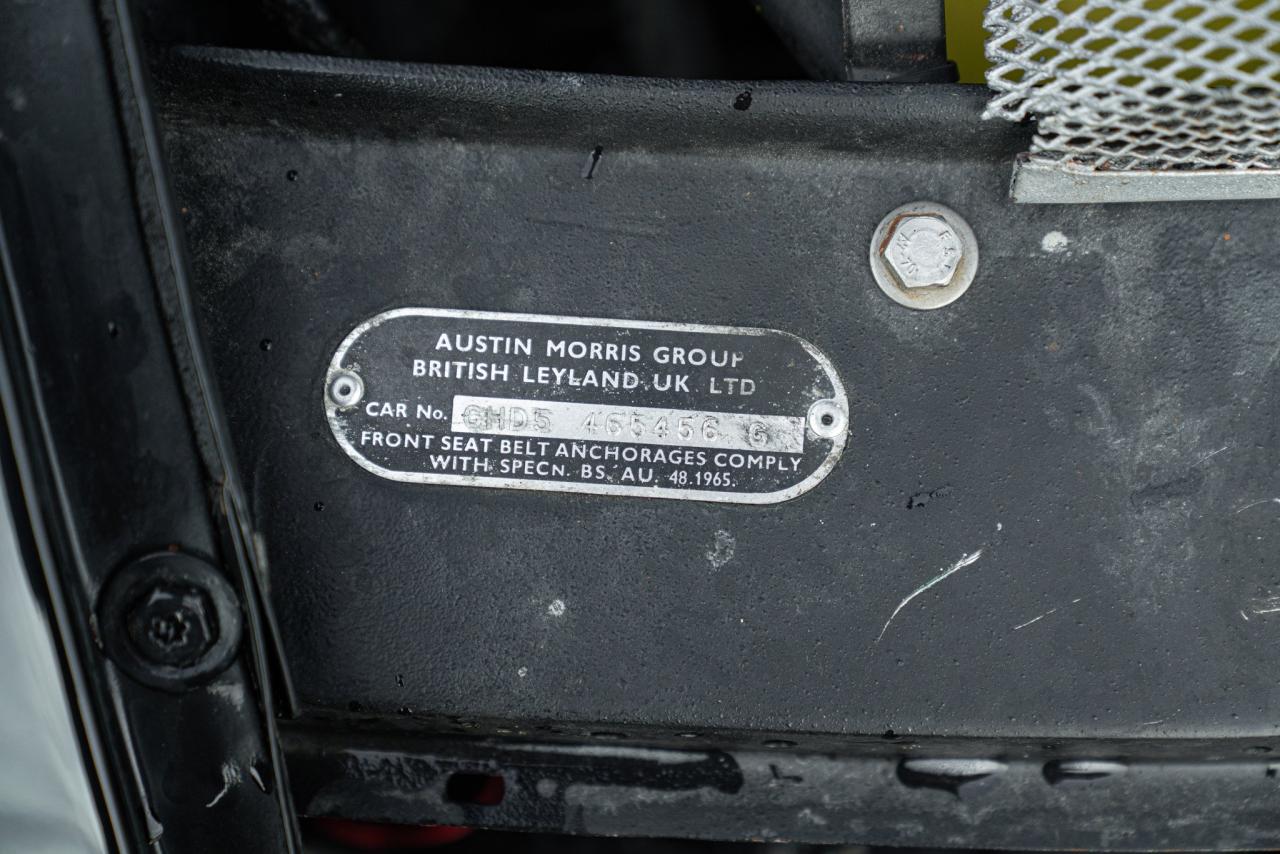 AUSTIN MORRIS GROUP
BRITISH LEYLAND UK LTD
CAR No. GHD5 465456 G
FRONT SEAT BELT ANCHORAGES COMPLY
WITH SPECN. BS. AU. 48.1965.